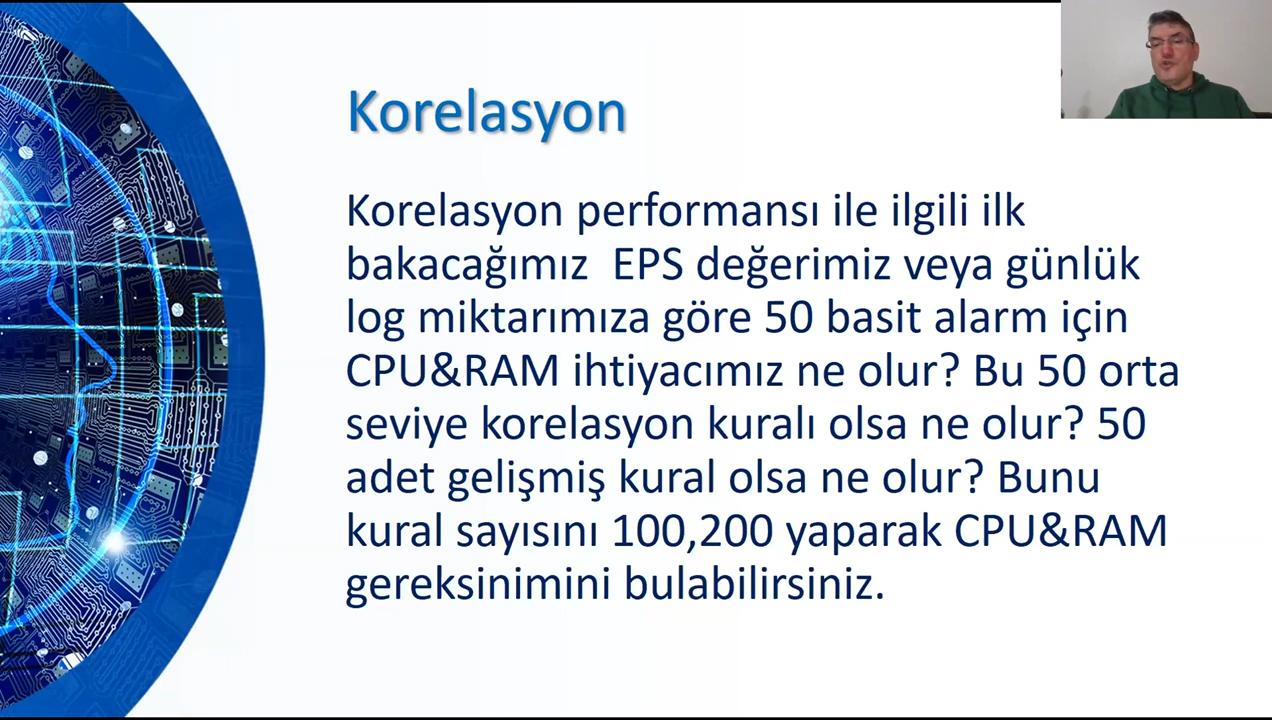 Korelasyon
Korelasyon performansı ile ilgili ilk
bakacağımız  EPS değerimiz veya günlük
log miktarımıza göre 50 basit alarm için
CPU&RAM ihtiyacımız ne olur? Bu 50 orta
seviye korelasyon kuralı olsa ne olur? 50
adet gelişmiş kural olsa ne olur? Bunu
kural sayısını 100,200 yaparak CPU&RAM
gereksinimini bulabilirsiniz.